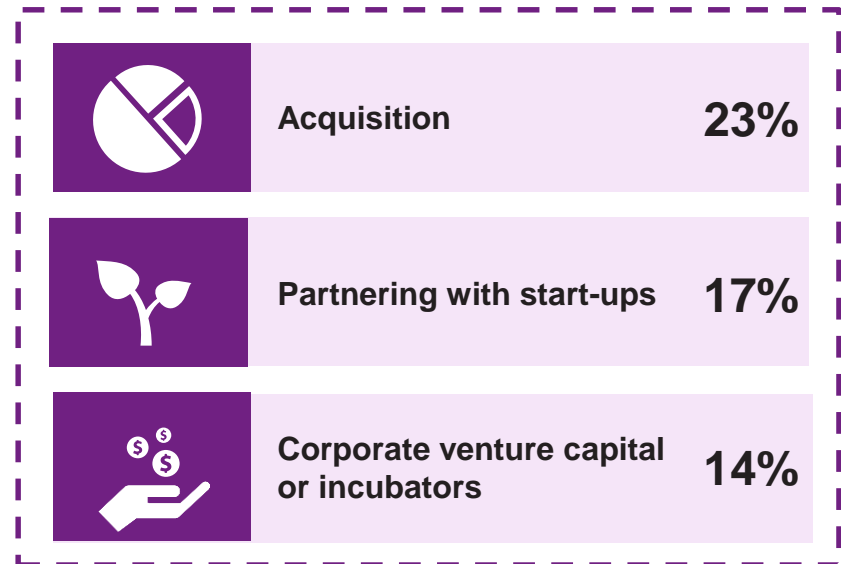 Acquisition 23%
Partnering with start-ups 17%
$ $ $
Corporate venture capital
or incubators 14%